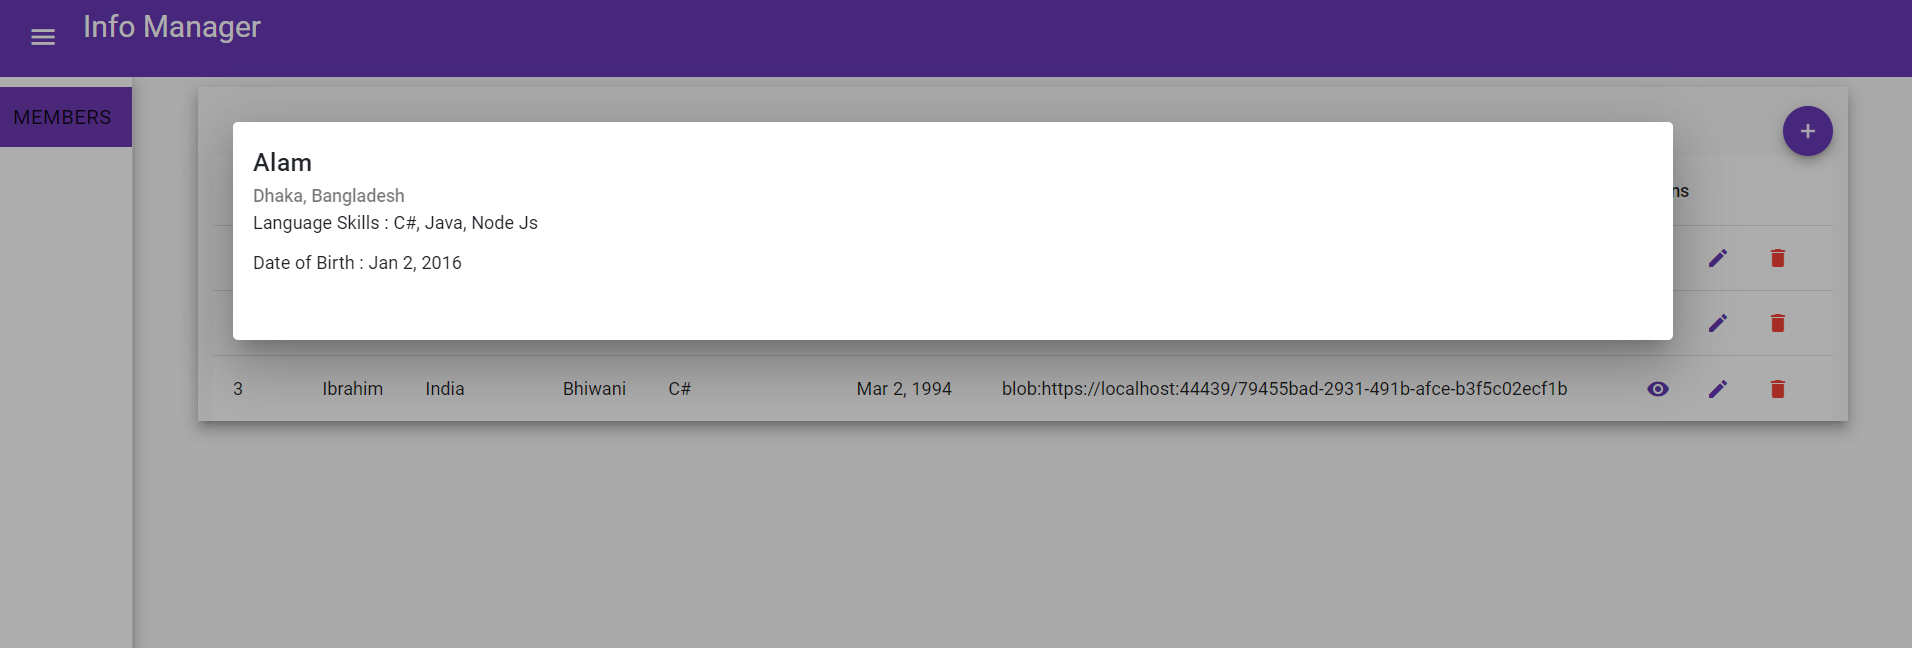 Info Manager
MEMBERS
Alam
Dhaka, Bangladesh
Language Skills : C#, Java, Node Js
Date of Birth : Jan 2, 2016
ns
3 Ibrahim India Bhiwani C# Mar 2, 1994 blob:https://localhost:44439/79455bad-2931-491b-afce-b3f5c02ecf1b